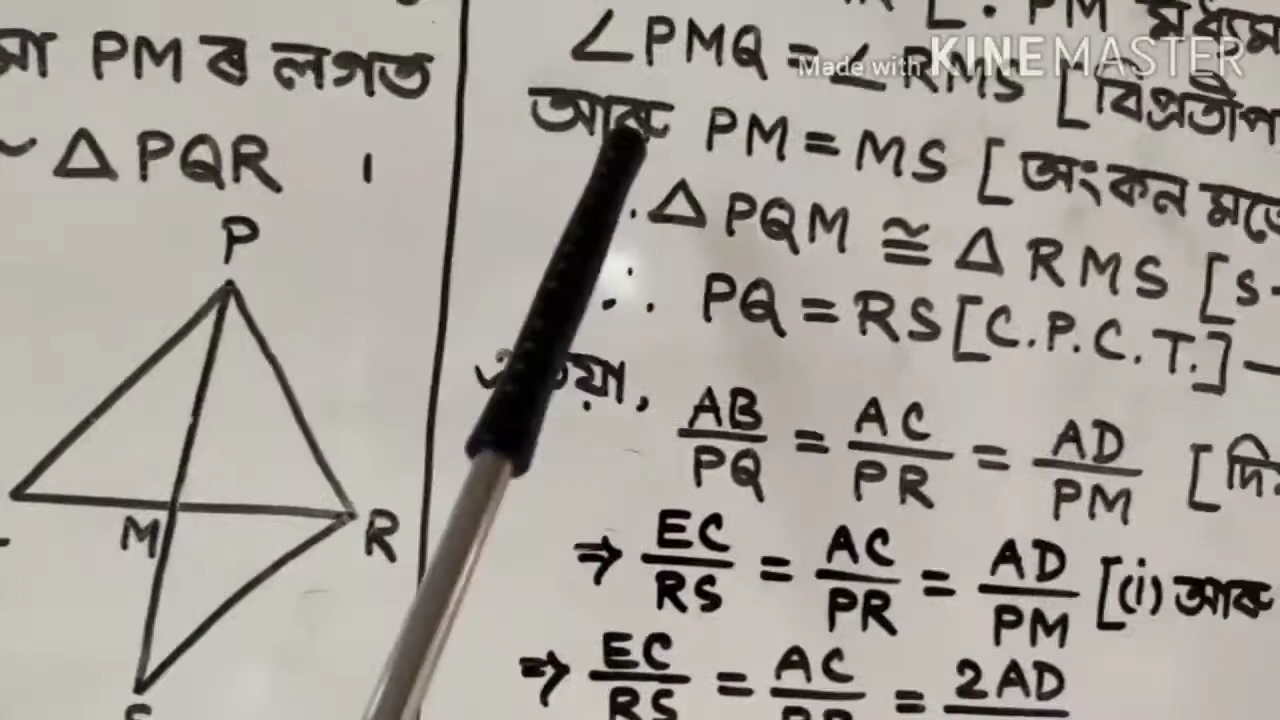 PM ৰ লগত
~ Δ PQR ।
P
M
R
S
[∵ PM
∠PMQ = ∠RMS [বিপ্ৰতীপ
আৰু PM = MS [অংকন মতে
∴ Δ PQM ≅ Δ RMS [S-
∴ PQ = RS [C.P.C.T.] —
AB/PQ = AC/PR = AD/PM
⇒ EC/RS = AC/PR = AD/PM [(i) আৰু
⇒ EC/RS = AC/PR = 2AD
Made with KINEMASTER